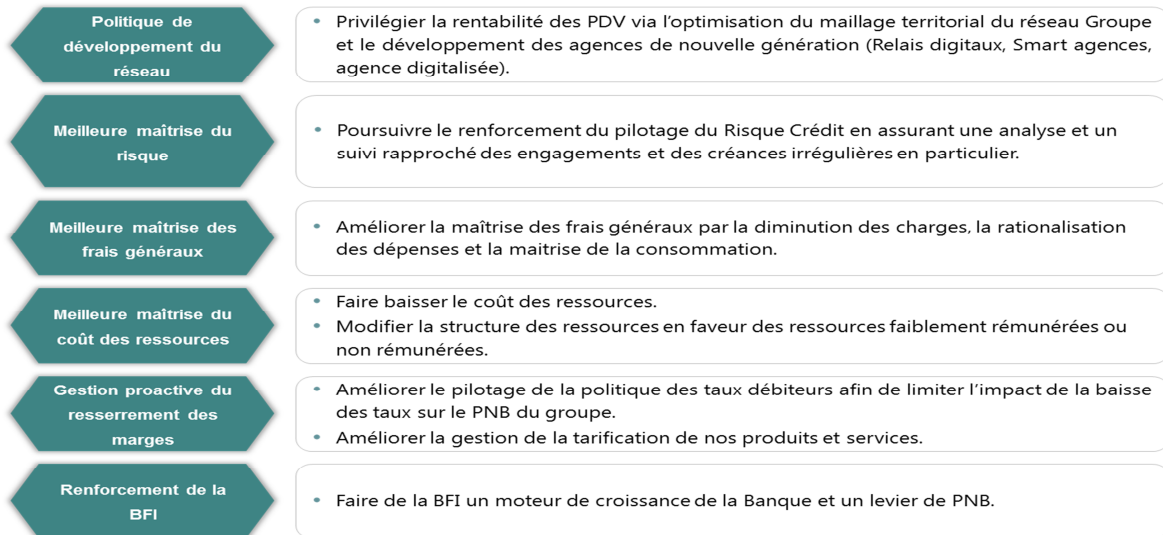 Politique de
développement du
réseau
• Privilégier la rentabilité des PDV via l’optimisation du maillage territorial du réseau Groupe
et le développement des agences de nouvelle génération (Relais digitaux, Smart agences,
agence digitalisée).
Meilleure maîtrise du
risque
• Poursuivre le renforcement du pilotage du Risque Crédit en assurant une analyse et un
suivi rapproché des engagements et des créances irrégulières en particulier.
Meilleure maîtrise des
frais généraux
• Améliorer la maîtrise des frais généraux par la diminution des charges, la rationalisation
des dépenses et la maitrise de la consommation.
Meilleure maîtrise du
coût des ressources
• Faire baisser le coût des ressources.
• Modifier la structure des ressources en faveur des ressources faiblement rémunérées ou
non rémunérées.
Gestion proactive du
resserrement des
marges
• Améliorer le pilotage de la politique des taux débiteurs afin de limiter l’impact de la baisse
des taux sur le PNB du groupe.
• Améliorer la gestion de la tarification de nos produits et services.
Renforcement de la
BFI
• Faire de la BFI un moteur de croissance de la Banque et un levier de PNB.